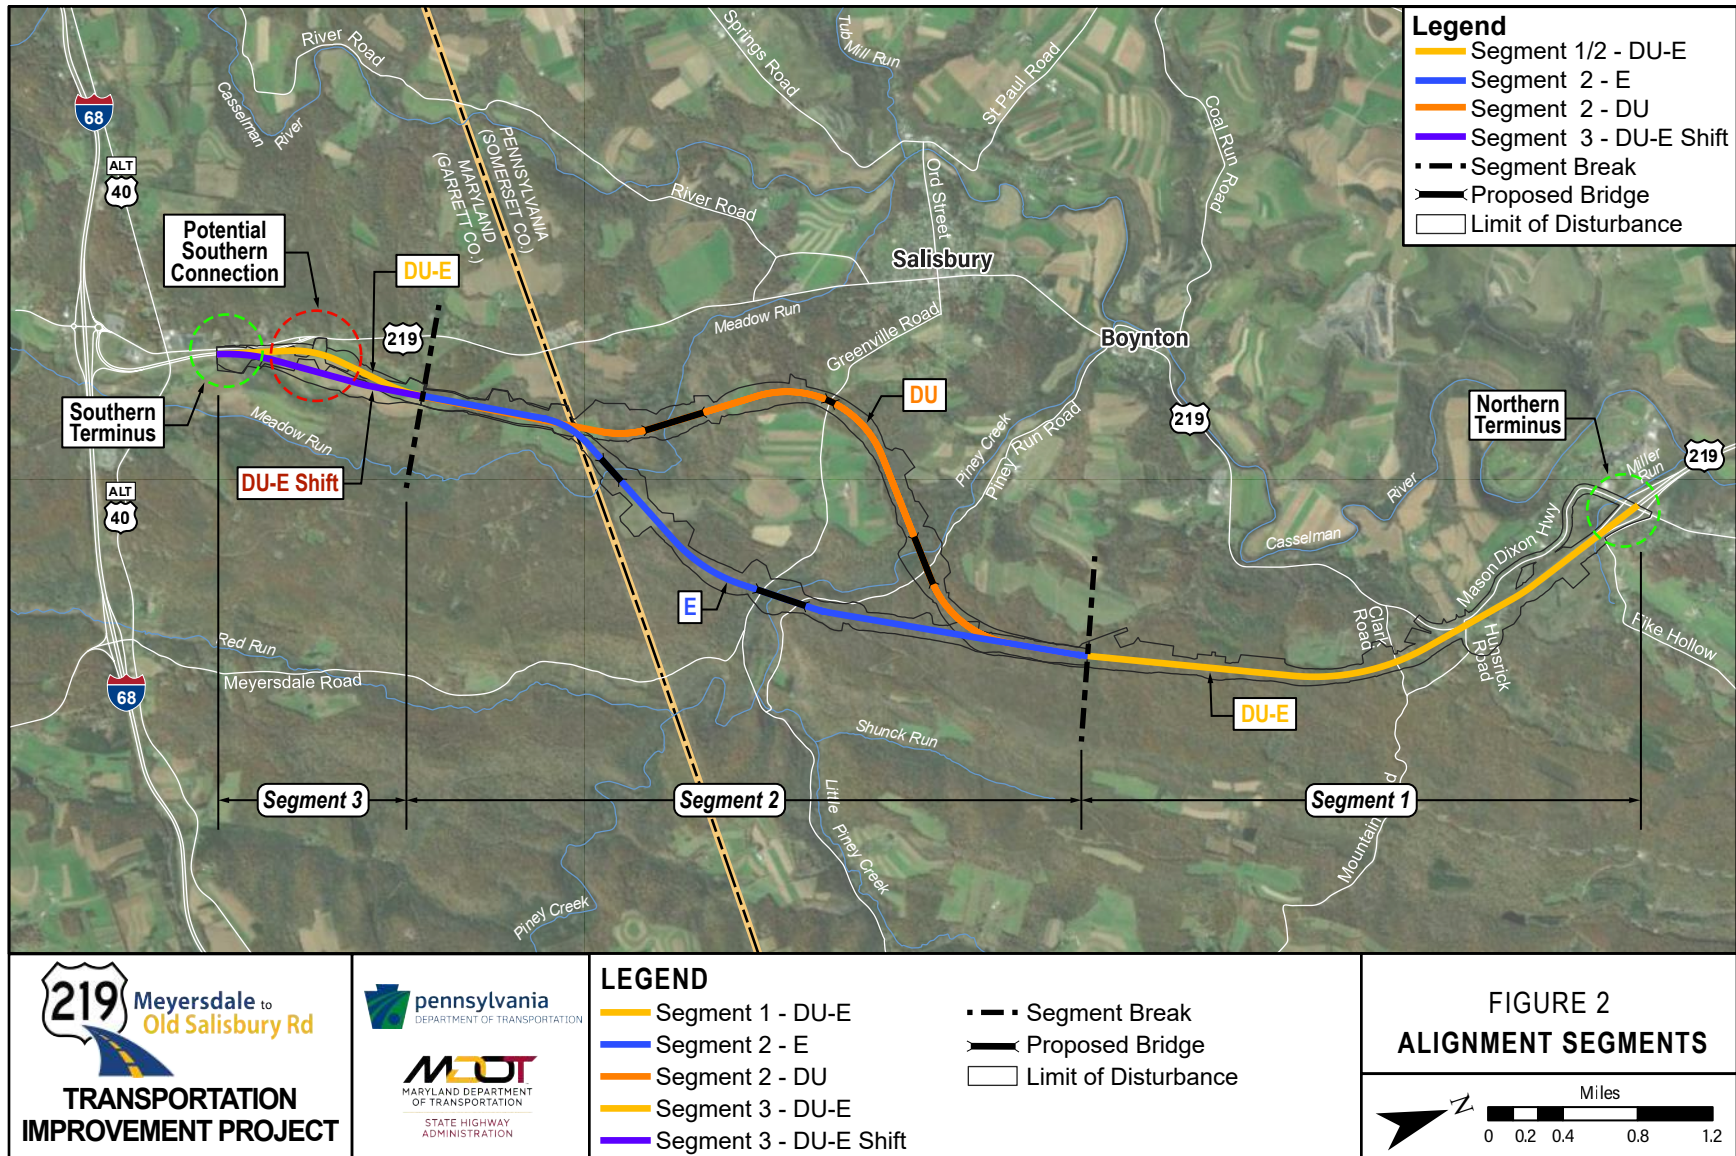 Legend
Segment 1/2 - DU-E
Segment 2 - E
Segment 2 - DU
Segment 3 - DU-E Shift
Segment Break
Proposed Bridge
Limit of Disturbance
River Road
Springs Road
Tub Mill Run
St Paul Road
Coal Run Road
68
Casselman
River
ALT
40
PENNSYLVANIA
(SOMERSET CO.)
MARYLAND
(GARRETT CO.)
River Road
Ord Street
Potential
Southern
Connection
DU-E
Salisbury
219
Meadow Run
Greenville Road
Boynton
Southern
Terminus
Meadow Run
DU-E Shift
DU
219
Northern
Terminus
219
Miller
Run
ALT
40
Piney Creek
Piney Run Road
Casselman
River
Mason Dixon Hwy
E
Clark
Road
Hunsrick
Road
Pike Hollow
Red Run
Meyersdale Road
68
DU-E
Shunck Run
Segment 3
Segment 2
Segment 1
Little Piney Creek
Mountain
d
Piney Creek
219
Meyersdale to
Old Salisbury Rd
TRANSPORTATION
IMPROVEMENT PROJECT
pennsylvania
DEPARTMENT OF TRANSPORTATION
MDOT
MARYLAND DEPARTMENT
OF TRANSPORTATION
STATE HIGHWAY
ADMINISTRATION
LEGEND
Segment 1 - DU-E
Segment 2 - E
Segment 2 - DU
Segment 3 - DU-E
Segment 3 - DU-E Shift
Segment Break
Proposed Bridge
Limit of Disturbance
FIGURE 2
ALIGNMENT SEGMENTS
N
Miles
0 0.2 0.4 0.8 1.2